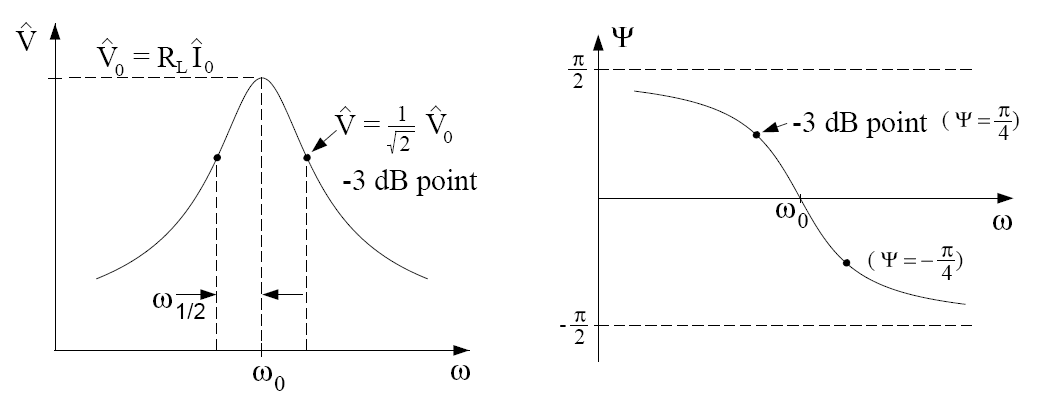 V̂
V̂₀ = R_L Î₀
V̂ = 1/√2 V̂₀
-3 dB point
ω₁/₂
ω₀
ω
Ψ
π/2
-3 dB point ( Ψ = π/4 )
ω₀
ω
( Ψ = - π/4 )
- π/2